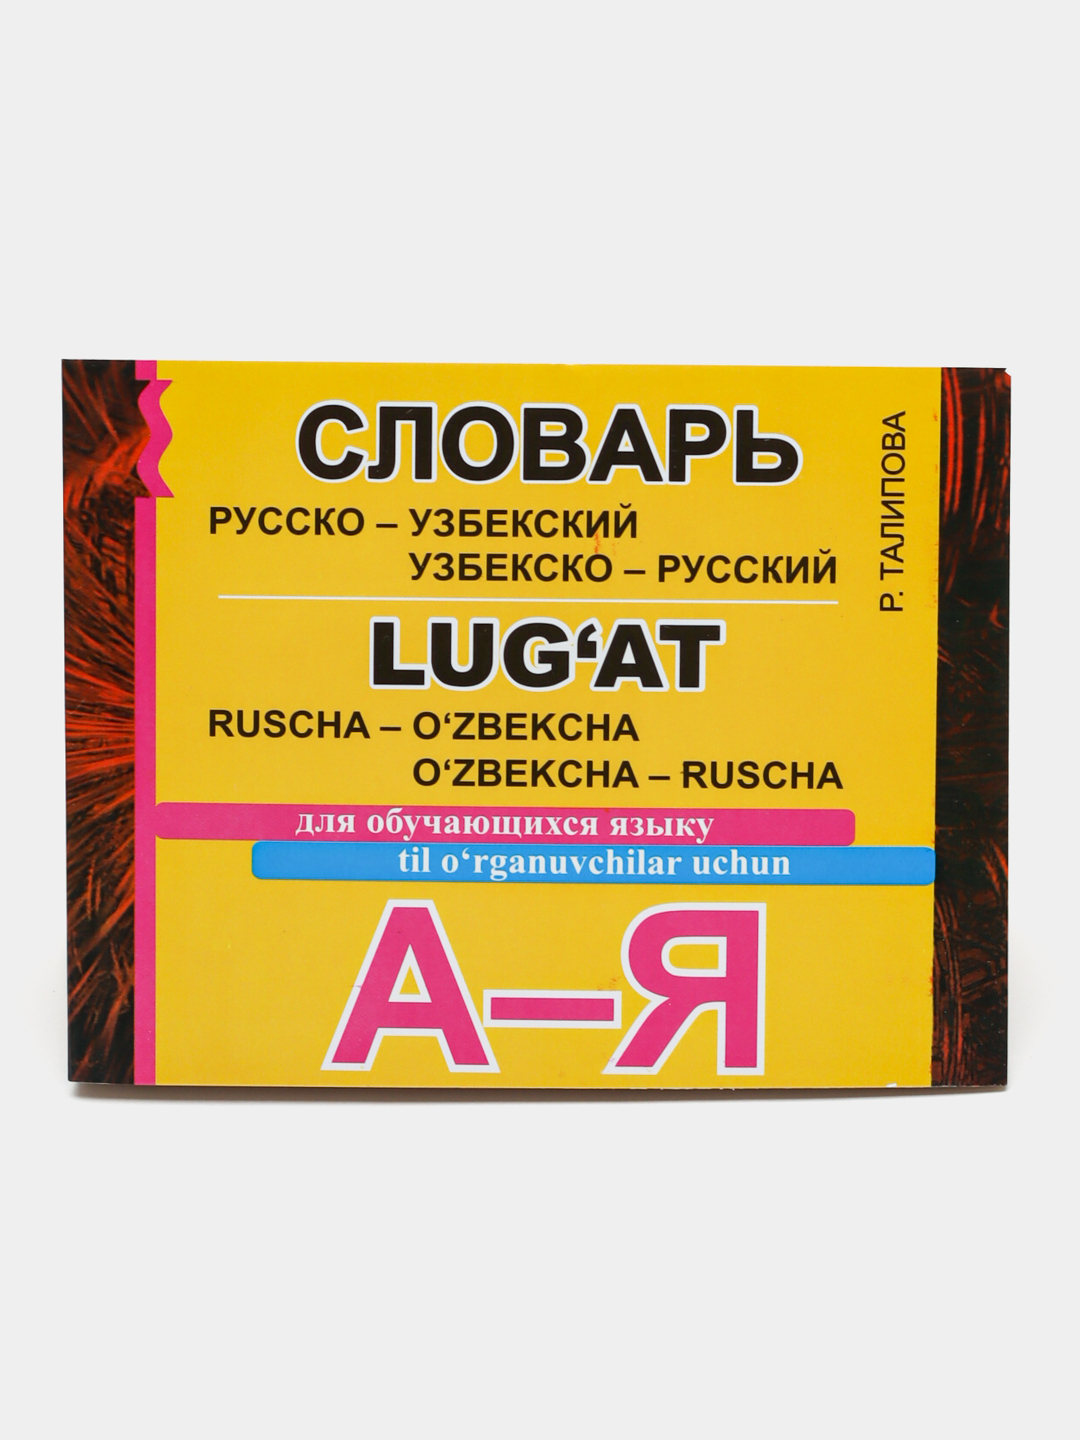 СЛОВАРЬ
РУССКО – УЗБЕКСКИЙ
УЗБЕКСКО – РУССКИЙ
LUG‘AT
RUSCHA – O‘ZBEKCHA
O‘ZBEKCHA – RUSCHA
для обучающихся языку
til o‘rganuvchilar uchun
А–Я
Р. ТАЛИПОВА